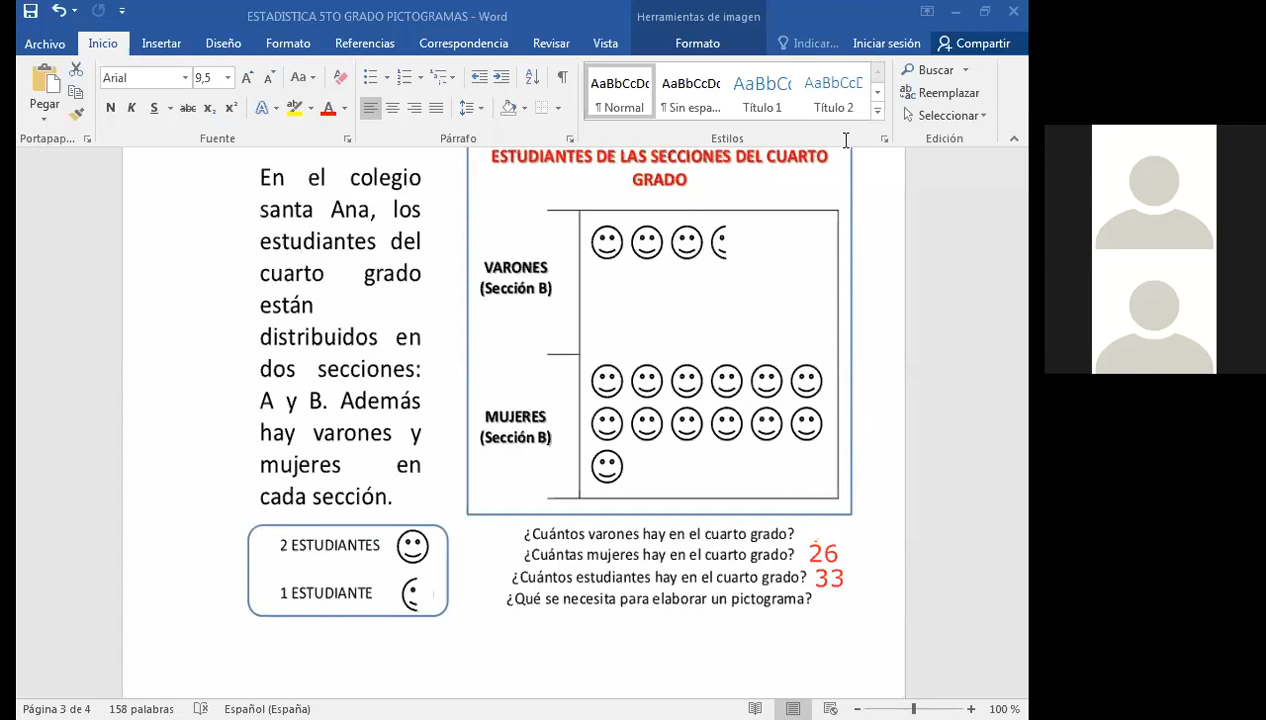 ESTADISTICA 5TO GRADO PICTOGRAMAS - Word
Herramientas de imagen
Archivo Inicio Insertar Diseño Formato Referencias Correspondencia Revisar Vista Formato Indicar... Iniciar sesión Compartir
Pegar
Arial 9,5
Aa
N K S abc x₂ x²
AaBbCcDc AaBbCcDc AaBbCc AaBbCcE
¶ Normal ¶ Sin espa... Título 1 Título 2
Buscar
Reemplazar
Seleccionar
Portapap... Fuente Párrafo Estilos Edición
En el colegio
santa Ana, los
estudiantes del
cuarto grado
están
distribuidos en
dos secciones:
A y B. Además
hay varones y
mujeres en
cada sección.
2 ESTUDIANTES
1 ESTUDIANTE
ESTUDIANTES DE LAS SECCIONES DEL CUARTO
GRADO
VARONES
(Sección B)
MUJERES
(Sección B)
¿Cuántos varones hay en el cuarto grado?
¿Cuántas mujeres hay en el cuarto grado? 26
¿Cuántos estudiantes hay en el cuarto grado? 33
¿Qué se necesita para elaborar un pictograma?
Página 3 de 4 158 palabras Español (España) 100 %